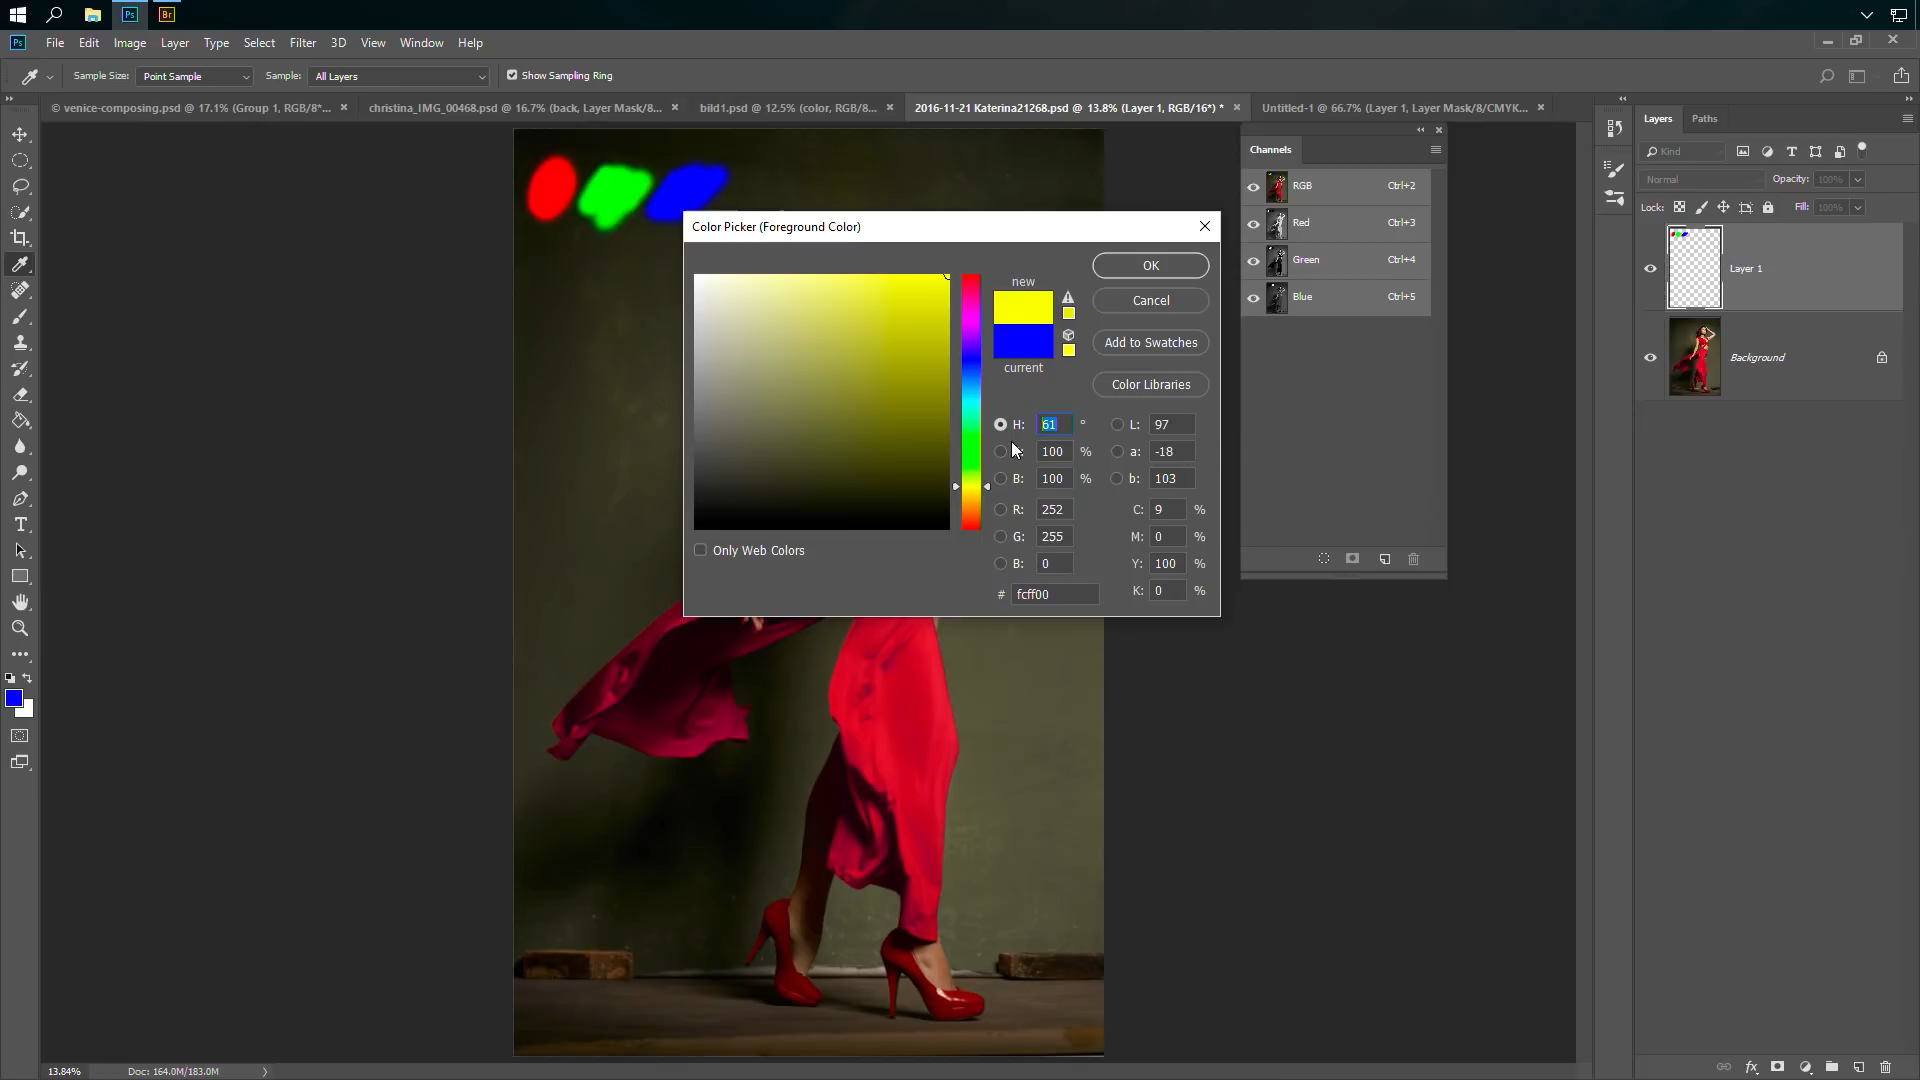 Ps
Br
Ps
File Edit Image Layer Type Select Filter 3D View Window Help
Sample Size: Point Sample Sample: All Layers Show Sampling Ring
© venice-composing.psd @ 17.1% (Group 1, RGB/8*... × christina_IMG_00468.psd @ 16.7% (back, Layer Mask/8... × bild1.psd @ 12.5% (color, RGB/8... × 2016-11-21 Katerina21268.psd @ 13.8% (Layer 1, RGB/16*) * × Untitled-1 @ 66.7% (Layer 1, Layer Mask/8/CMYK... ×
Color Picker (Foreground Color)
new
current
OK
Cancel
Add to Swatches
Color Libraries
H: 61 °
100 %
B: 100 %
R: 252
G: 255
B: 0
# fcff00
L: 97
a: -18
b: 103
C: 9 %
M: 0 %
Y: 100 %
K: 0 %
Only Web Colors
Channels
RGB Ctrl+2
Red Ctrl+3
Green Ctrl+4
Blue Ctrl+5
Layers Paths
Kind
Normal Opacity: 100%
Lock: Fill: 100%
Layer 1
Background
13.84% Doc: 164.0M/183.0M